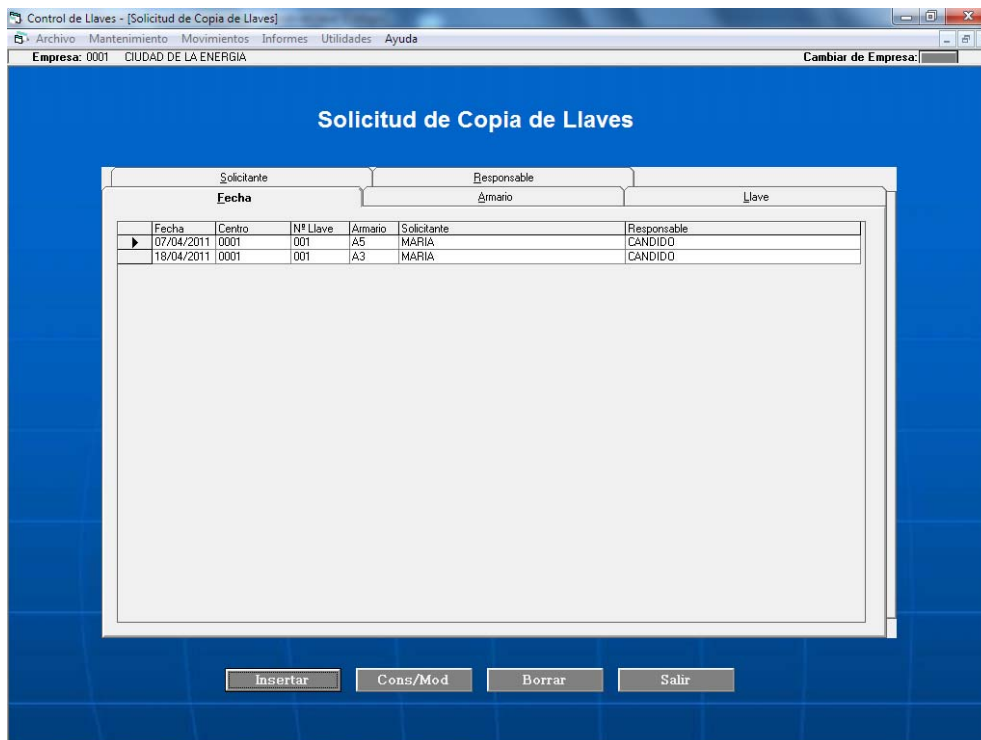 Control de Llaves - [Solicitud de Copia de Llaves]
Archivo Mantenimiento Movimientos Informes Utilidades Ayuda
Empresa: 0001 CIUDAD DE LA ENERGIA Cambiar de Empresa:
Solicitud de Copia de Llaves
Solicitante Responsable
Fecha Armario Llave
Fecha Centro Nº Llave Armario Solicitante Responsable
07/04/2011 0001 001 A5 MARIA CANDIDO
18/04/2011 0001 001 A3 MARIA CANDIDO
Insertar Cons/Mod Borrar Salir